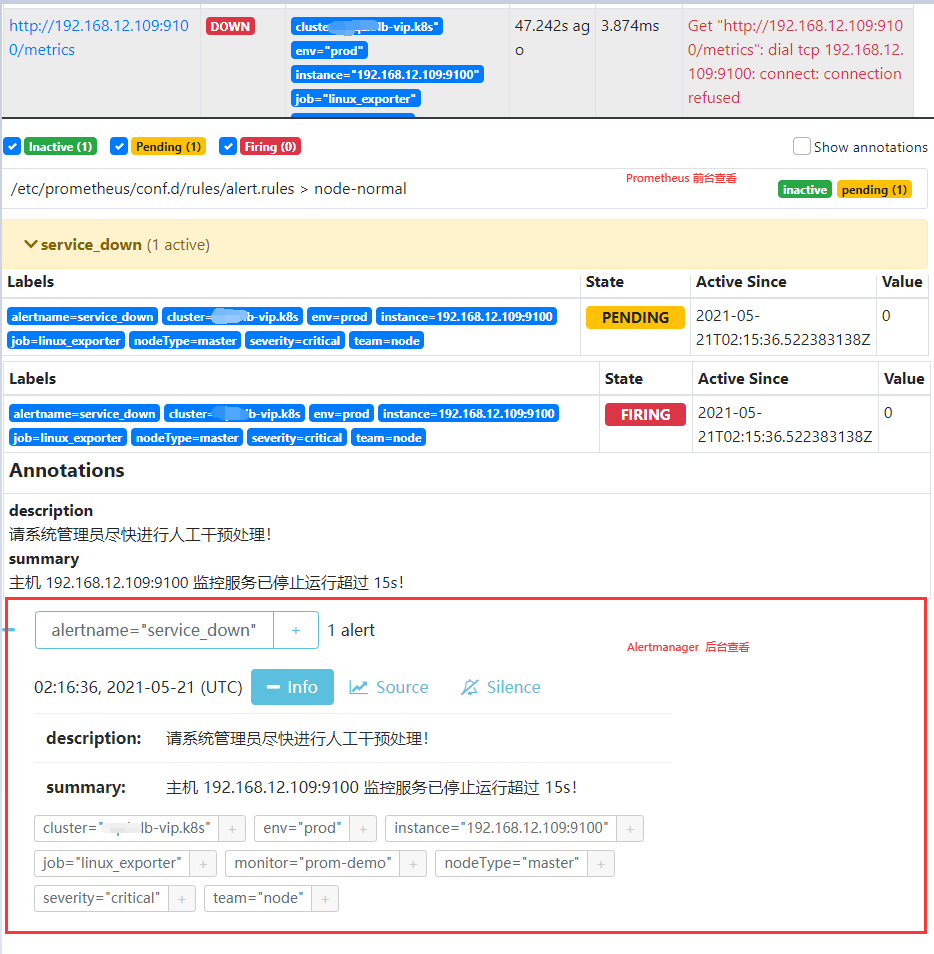 http://192.168.12.109:910 DOWN cluster= lb-vip.k8s" 47.242s ag 3.874ms Get "http://192.168.12.109:910
0/metrics" env="prod" o 0/metrics": dial tcp 192.168.12.
instance="192.168.12.109:9100" 109:9100: connect: connection
job="linux_exporter" refused
Inactive (1) Pending (1) Firing (0) Show annotations
Prometheus 前台查看
/etc/prometheus/conf.d/rules/alert.rules > node-normal inactive pending (1)
service_down (1 active)
Labels State Active Since Value
alertname=service_down cluster= lb-vip.k8s env=prod instance=192.168.12.109:9100 PENDING 2021-05- 0
job=linux_exporter nodeType=master severity=critical team=node 21T02:15:36.522383138Z
Labels State Active Since Value
alertname=service_down cluster= lb-vip.k8s env=prod instance=192.168.12.109:9100 FIRING 2021-05- 0
job=linux_exporter nodeType=master severity=critical team=node 21T02:15:36.522383138Z
Annotations
description
请系统管理员尽快进行人工干预处理！
summary
主机 192.168.12.109:9100 监控服务已停止运行超过 15s！
alertname="service_down" + 1 alert
Alertmanager 后台查看
02:16:36, 2021-05-21 (UTC) Info Source Silence
description: 请系统管理员尽快进行人工干预处理！
summary: 主机 192.168.12.109:9100 监控服务已停止运行超过 15s！
cluster=" lb-vip.k8s" + env="prod" + instance="192.168.12.109:9100" +
job="linux_exporter" + monitor="prom-demo" + nodeType="master" +
severity="critical" + team="node" +